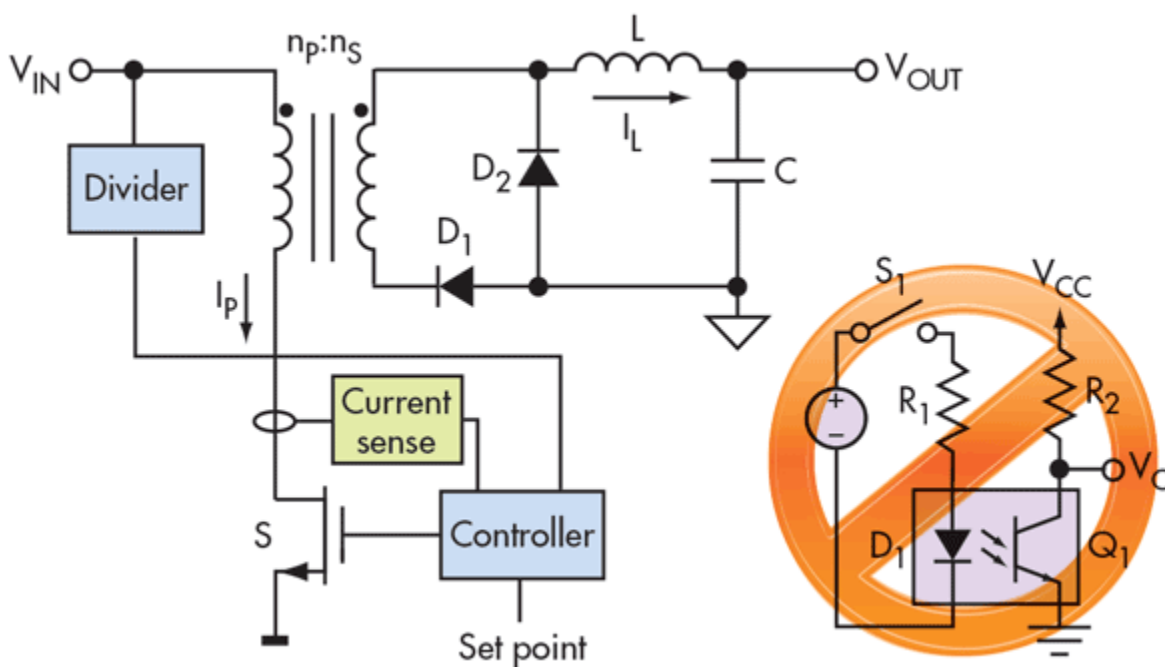 V_IN
n_P:n_S
L
V_OUT
I_L
Divider
D_2
C
D_1
I_P
Current
sense
S
Controller
Set point
S_1
V_CC
+
−
R_1
R_2
V_C
D_1
Q_1